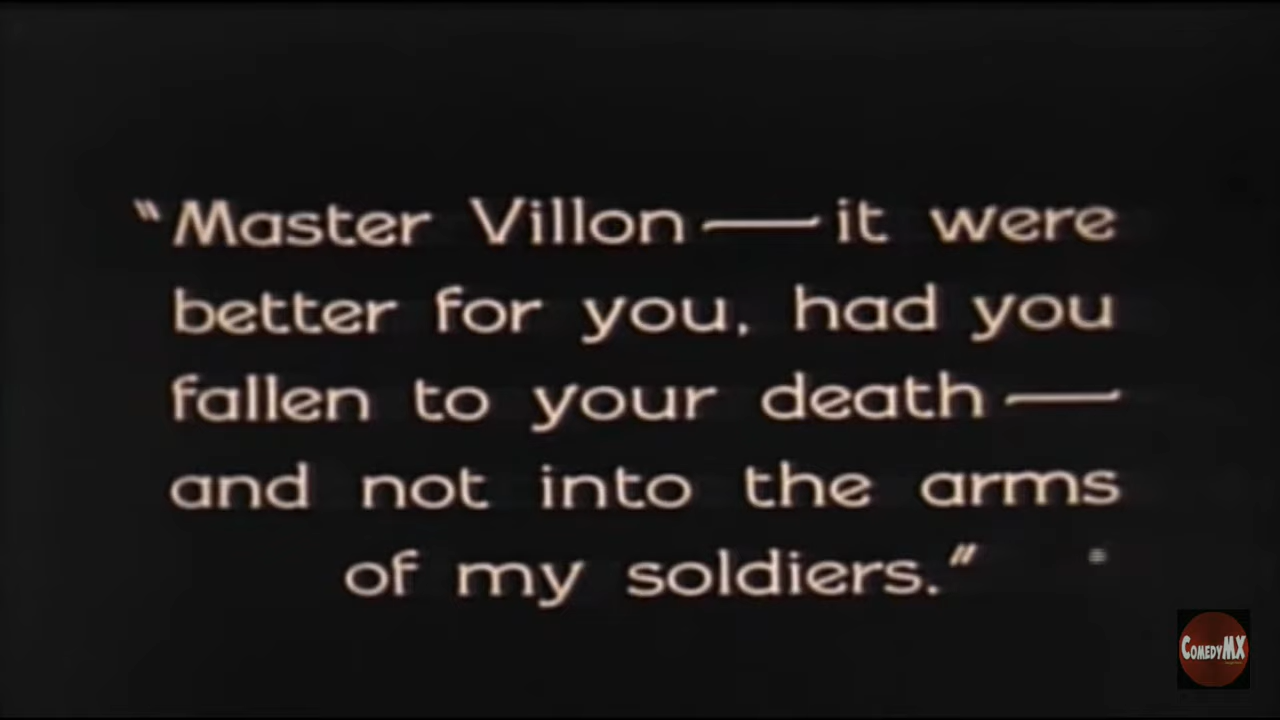 "Master Villon — it were
better for you, had you
fallen to your death —
and not into the arms
of my soldiers."
COMEDYMX